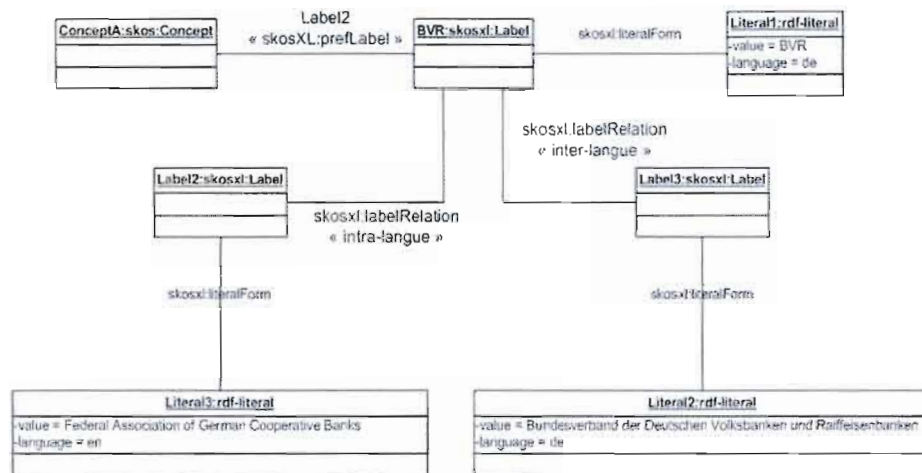 Label2
« skosXL:prefLabel »
ConceptA:skos:Concept
BVR:skosxl:Label
skosxl:literalForm
Literal1:rdf-literal
-value = BVR
-language = de
skosxl:labelRelation
« inter-langue »
Label2:skosxl:Label
Label3:skosxl:Label
skosxl:labelRelation
« intra-langue »
skosxl:literalForm
skosxl:literalForm
Literal3:rdf-literal
-value = Federal Association of German Cooperative Banks
-language = en
Literal2:rdf-literal
-value = Bundesverband der Deutschen Volksbanken und Raiffeisenbanken
-language = de